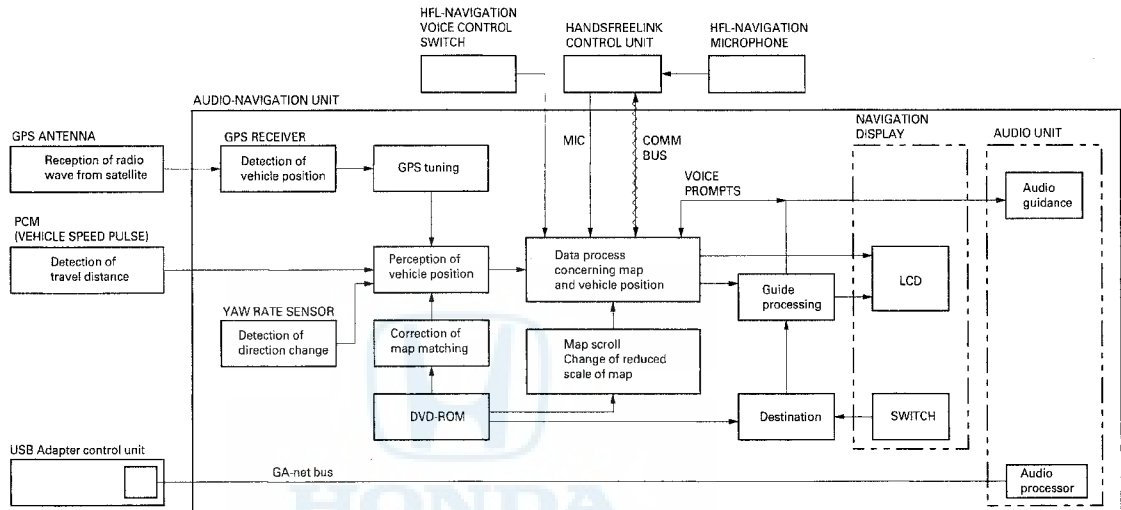 HFL-NAVIGATION
VOICE CONTROL
SWITCH
HANDSFREELINK
CONTROL UNIT
HFL-NAVIGATION
MICROPHONE
AUDIO-NAVIGATION UNIT
GPS ANTENNA
Reception of radio
wave from satellite
GPS RECEIVER
Detection of
vehicle position
GPS tuning
MIC
COMM
BUS
VOICE
PROMPTS
NAVIGATION
DISPLAY
AUDIO UNIT
Audio
guidance
PCM
(VEHICLE SPEED PULSE)
Detection of
travel distance
Perception of
vehicle position
Data process
concerning map
and vehicle position
Guide
processing
LCD
YAW RATE SENSOR
Detection of
direction change
Correction of
map matching
Map scroll
Change of reduced
scale of map
DVD-ROM
Destination
SWITCH
USB Adapter control unit
GA-net bus
Audio
processor
HONDA